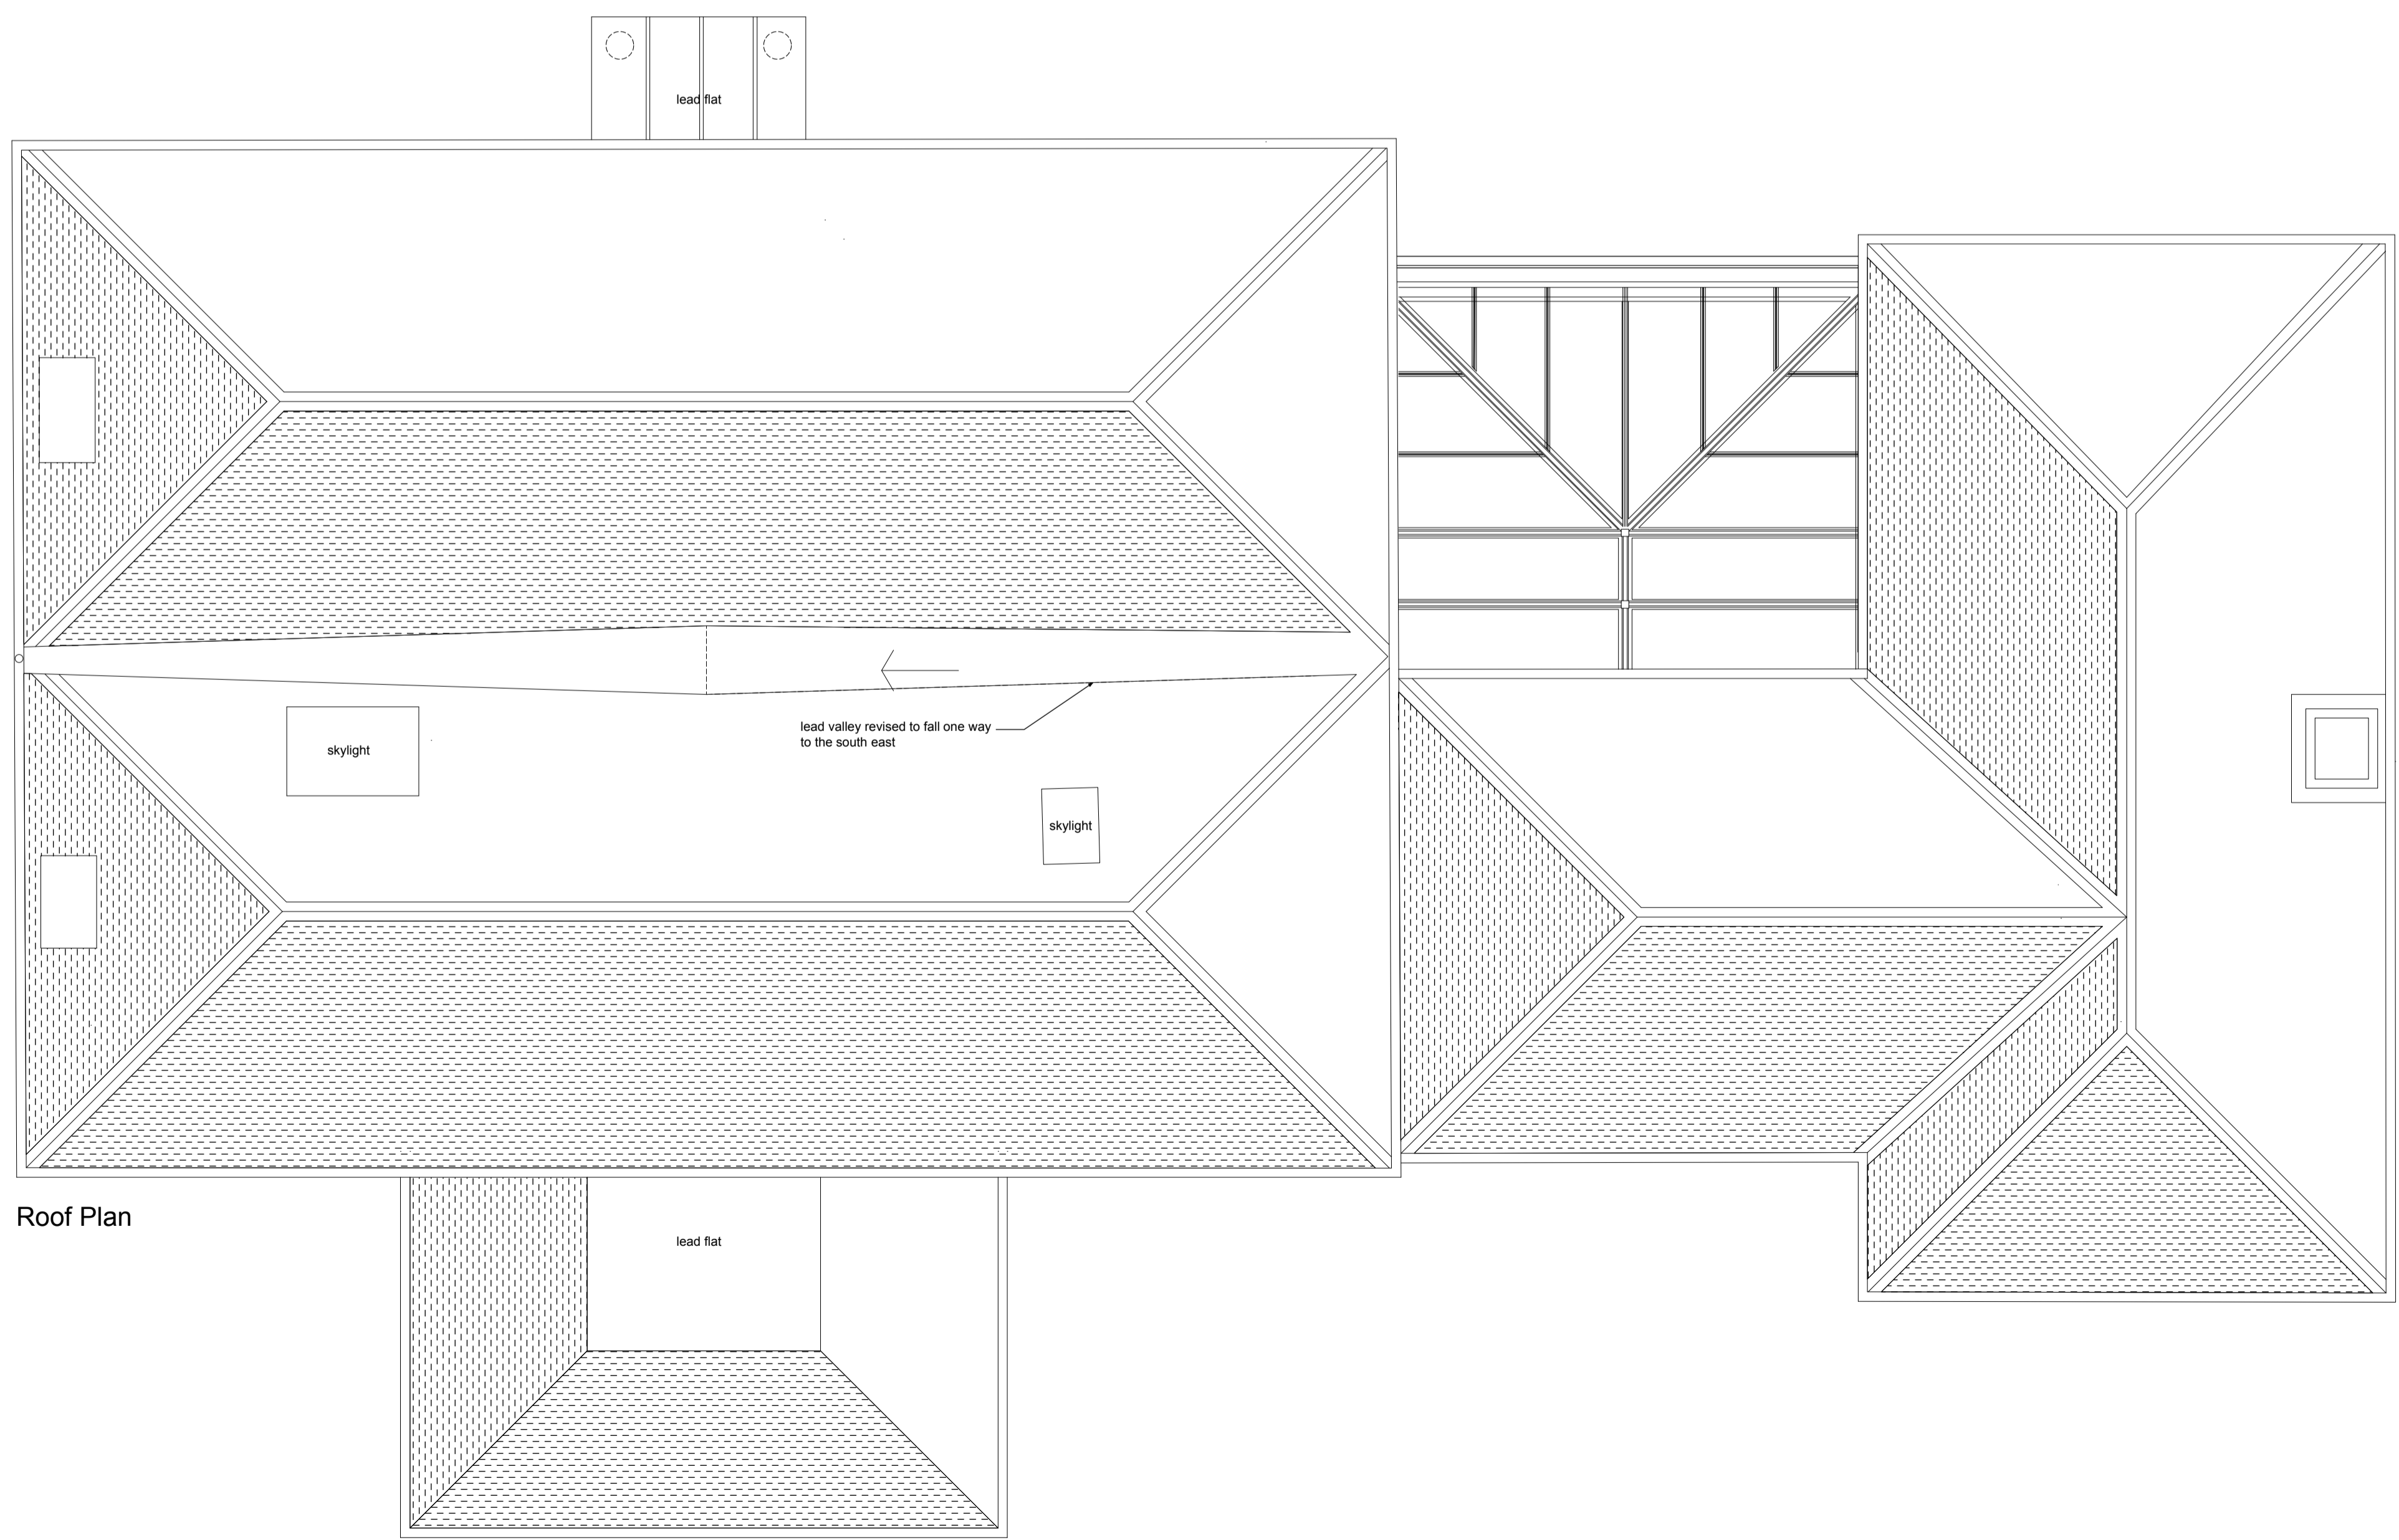 lead flat
skylight
lead valley revised to fall one way
to the south east
skylight
Roof Plan
lead flat